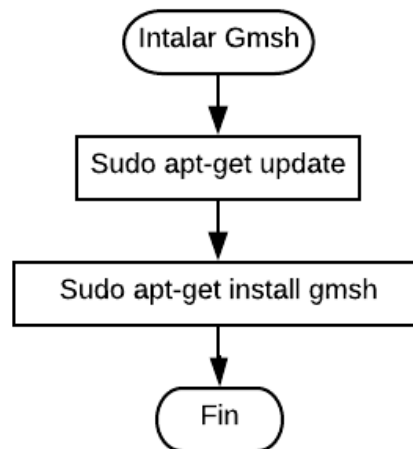 Intalar Gmsh
Sudo apt-get update
Sudo apt-get install gmsh
Fin